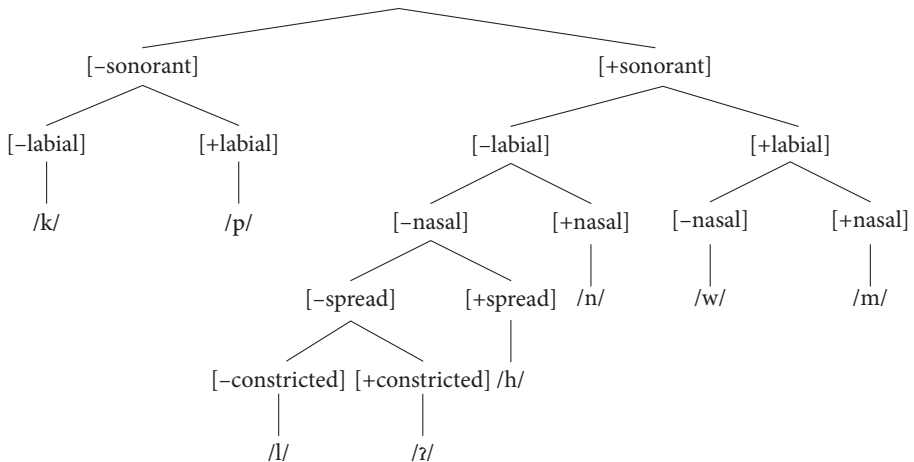 [–sonorant] [+sonorant]
[–labial] [+labial] [–labial] [+labial]
/k/ /p/ [–nasal] [+nasal] [–nasal] [+nasal]
[–spread] [+spread] /n/ /w/ /m/
[–constricted] [+constricted] /h/
/l/ /ʔ/